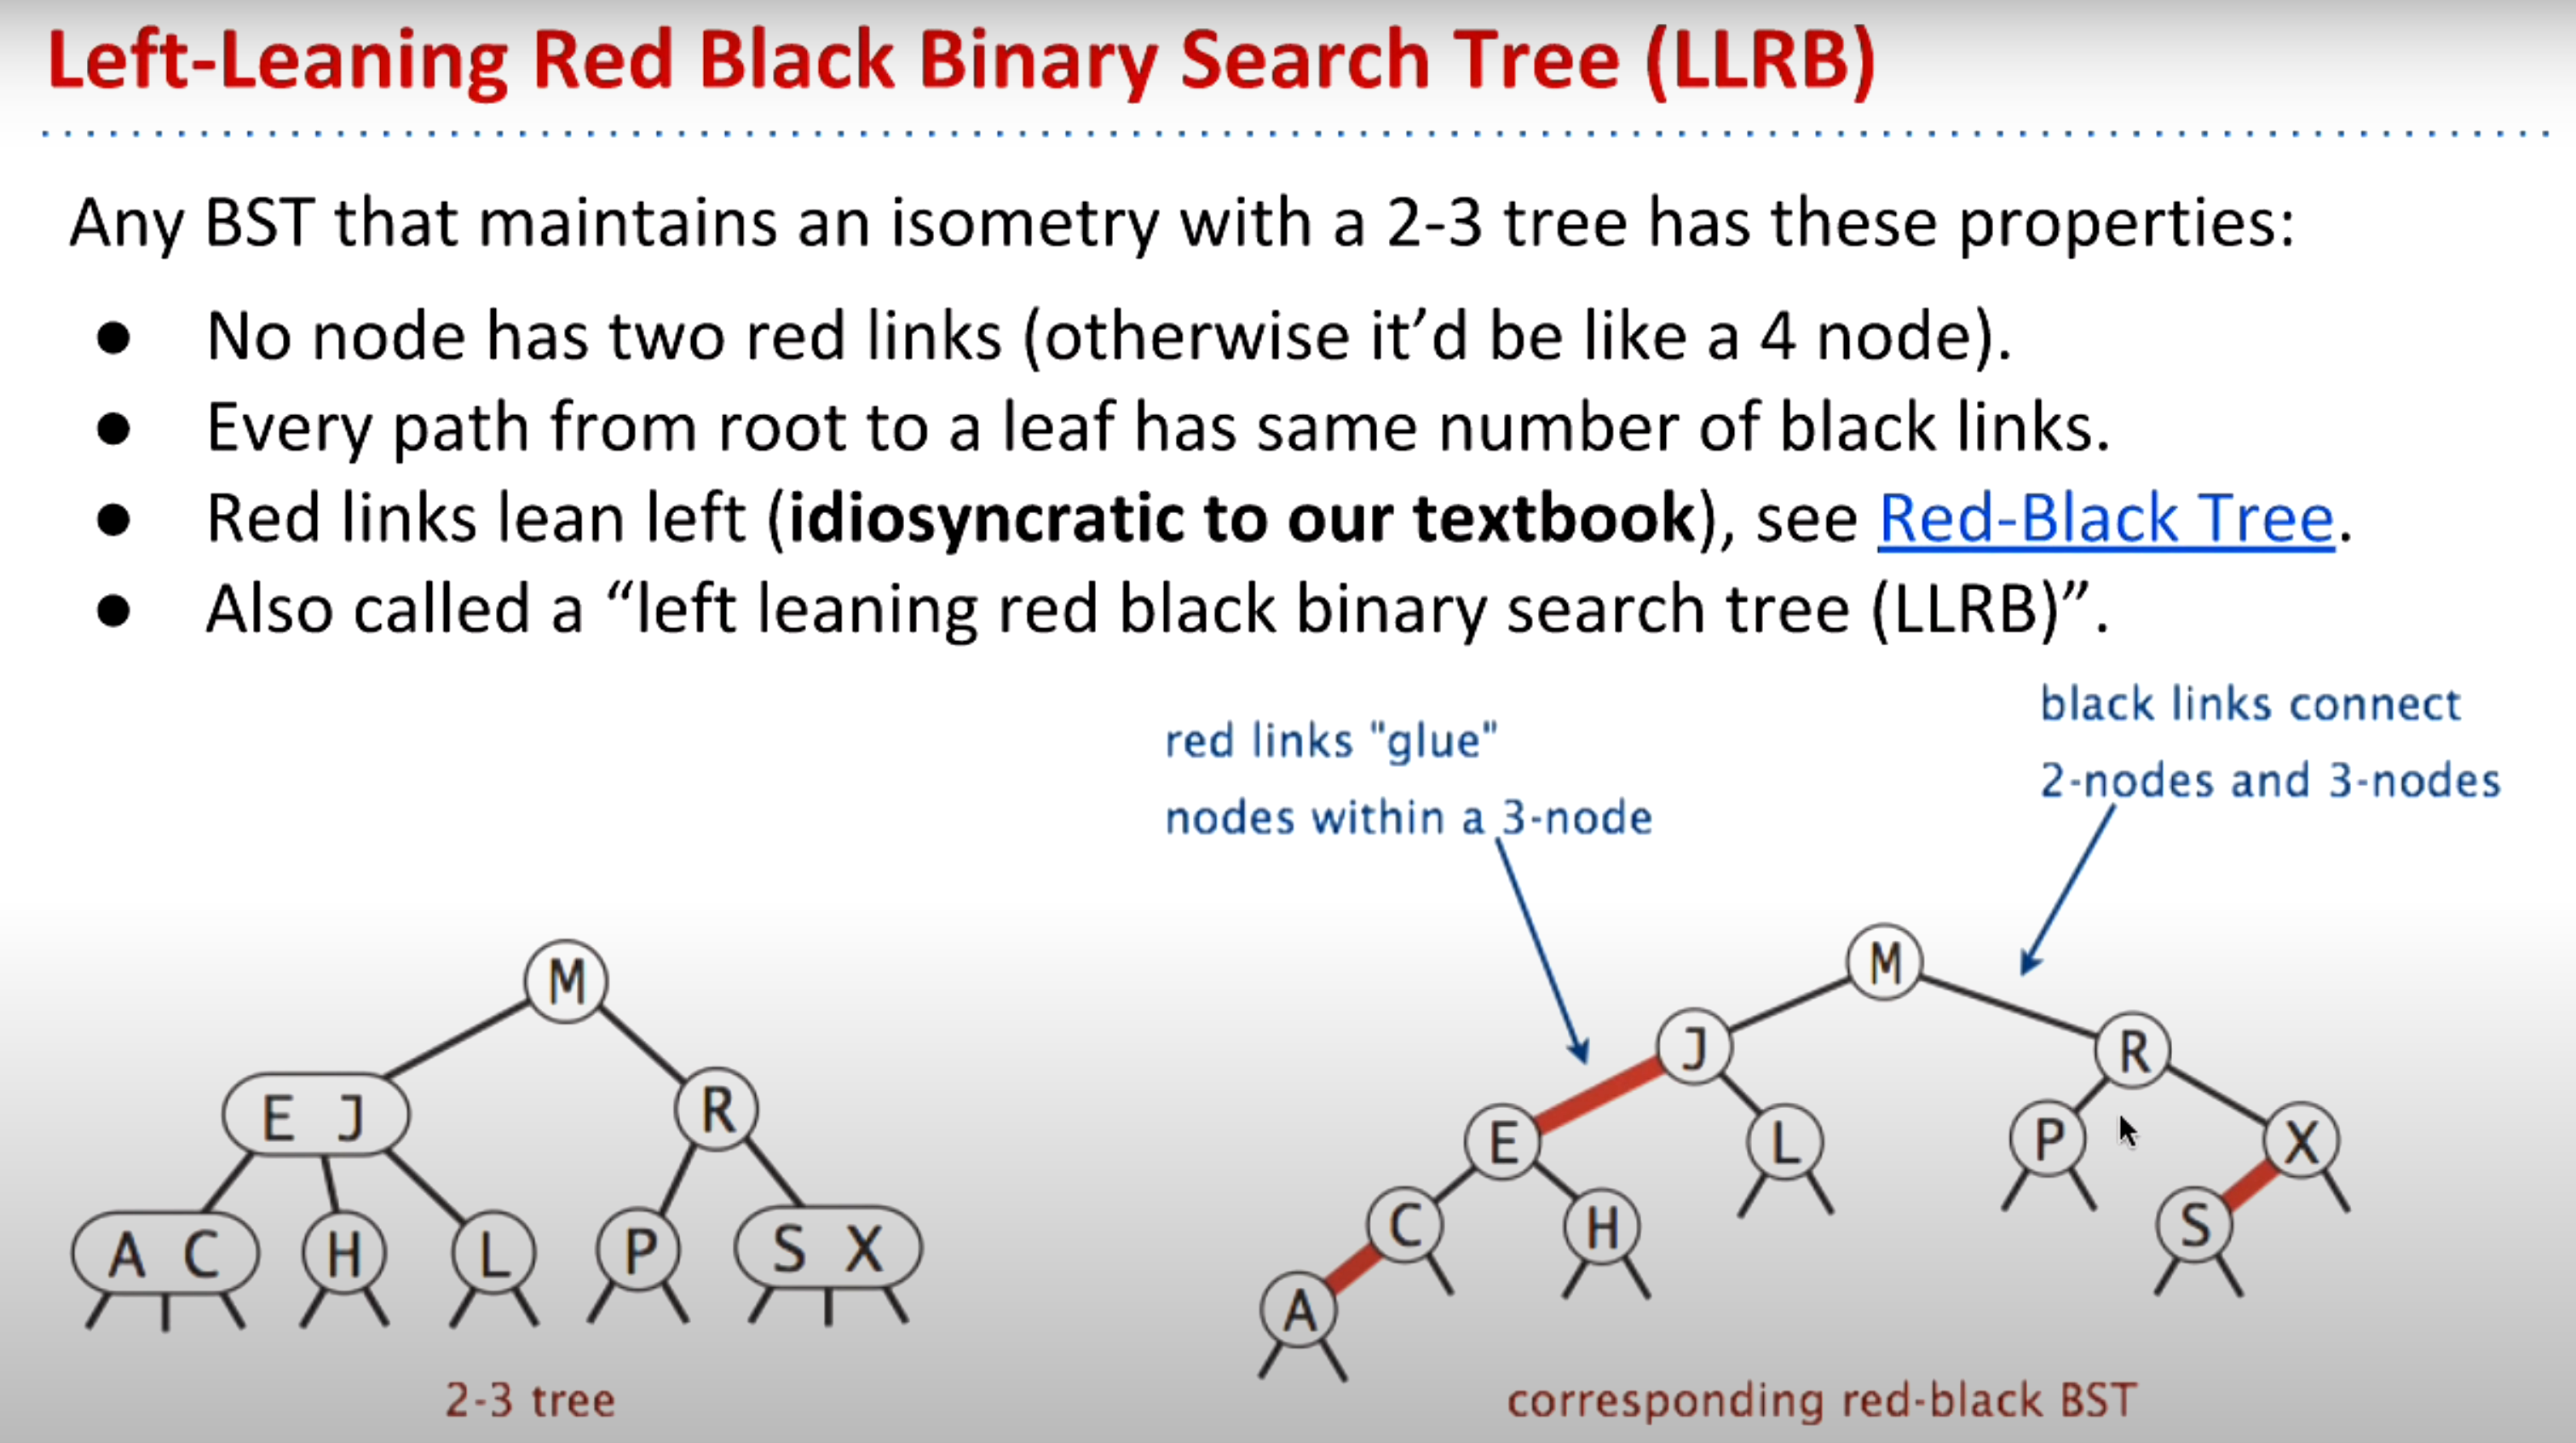 Left-Leaning Red Black Binary Search Tree (LLRB)
Any BST that maintains an isometry with a 2-3 tree has these properties:
● No node has two red links (otherwise it’d be like a 4 node).
● Every path from root to a leaf has same number of black links.
● Red links lean left (idiosyncratic to our textbook), see Red-Black Tree.
● Also called a “left leaning red black binary search tree (LLRB)”.
red links "glue"
nodes within a 3-node
black links connect
2-nodes and 3-nodes
M
E J
R
A C
H
L
P
S X
2-3 tree
M
J
R
E
L
P
X
C
H
S
A
corresponding red-black BST